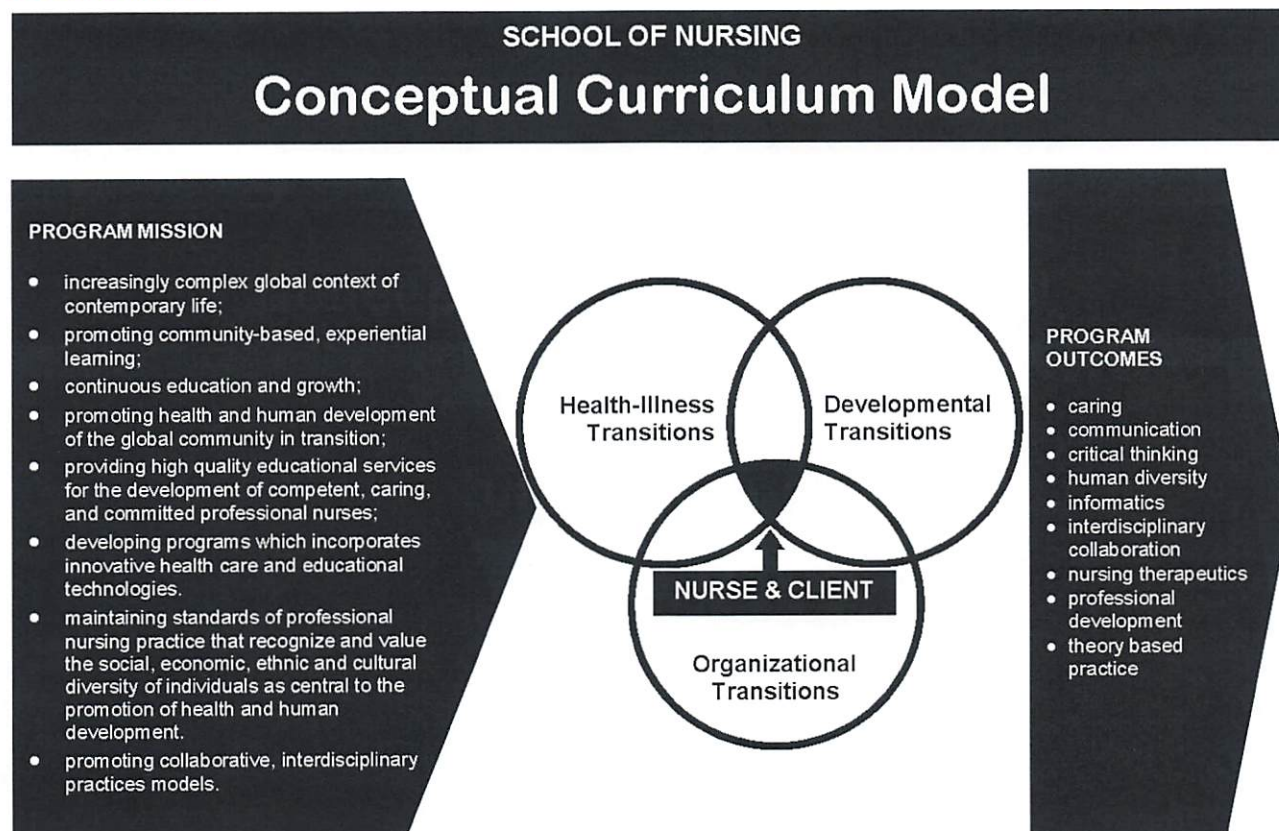 SCHOOL OF NURSING
Conceptual Curriculum Model
PROGRAM MISSION
• increasingly complex global context of
contemporary life;
• promoting community-based, experiential
learning;
• continuous education and growth;
• promoting health and human development
of the global community in transition;
• providing high quality educational services
for the development of competent, caring,
and committed professional nurses;
• developing programs which incorporates
innovative health care and educational
technologies.
• maintaining standards of professional
nursing practice that recognize and value
the social, economic, ethnic and cultural
diversity of individuals as central to the
promotion of health and human
development.
• promoting collaborative, interdisciplinary
practices models.
Health-Illness
Transitions
Developmental
Transitions
NURSE & CLIENT
Organizational
Transitions
PROGRAM
OUTCOMES
• caring
• communication
• critical thinking
• human diversity
• informatics
• interdisciplinary
collaboration
• nursing therapeutics
• professional
development
• theory based
practice